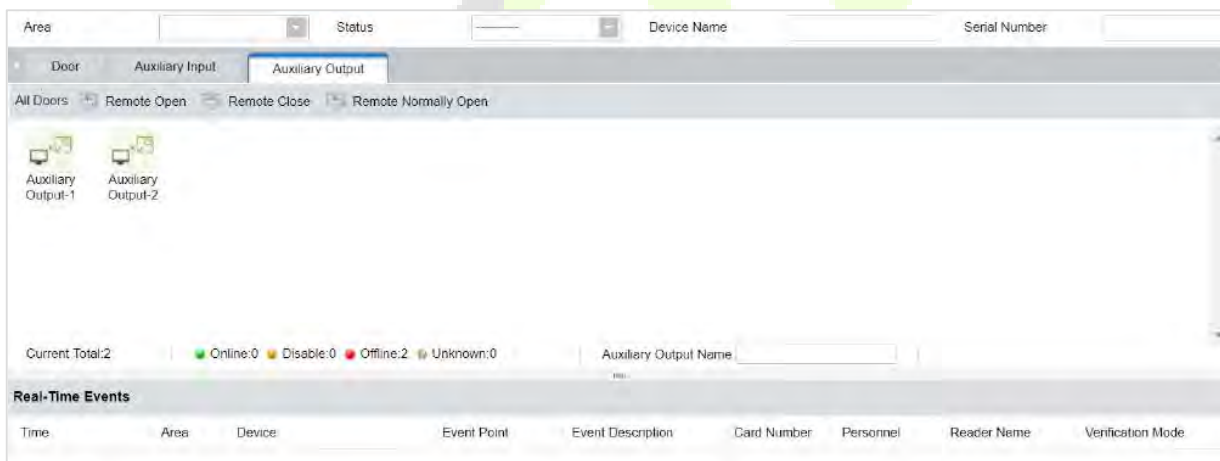 Area Status --------- Device Name Serial Number
Door Auxiliary Input Auxiliary Output
All Doors Remote Open Remote Close Remote Normally Open
Auxiliary Output-1 Auxiliary Output-2
Current Total:2 Online:0 Disable:0 Offline:2 Unknown:0 Auxiliary Output Name
Real-Time Events
Time Area Device Event Point Event Description Card Number Personnel Reader Name Verification Mode